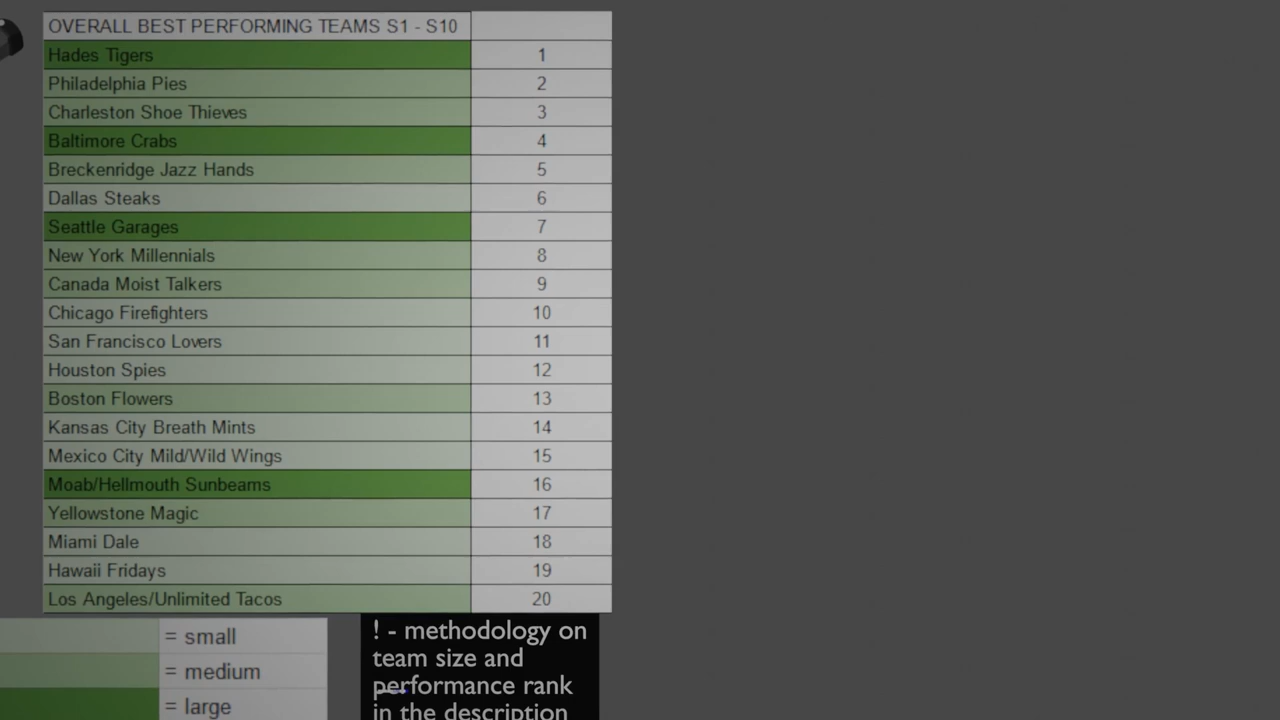 OVERALL BEST PERFORMING TEAMS S1 - S10
Hades Tigers 1
Philadelphia Pies 2
Charleston Shoe Thieves 3
Baltimore Crabs 4
Breckenridge Jazz Hands 5
Dallas Steaks 6
Seattle Garages 7
New York Millennials 8
Canada Moist Talkers 9
Chicago Firefighters 10
San Francisco Lovers 11
Houston Spies 12
Boston Flowers 13
Kansas City Breath Mints 14
Mexico City Mild/Wild Wings 15
Moab/Hellmouth Sunbeams 16
Yellowstone Magic 17
Miami Dale 18
Hawaii Fridays 19
Los Angeles/Unlimited Tacos 20
= small
= medium
= large
! - methodology on
team size and
performance rank
in the description